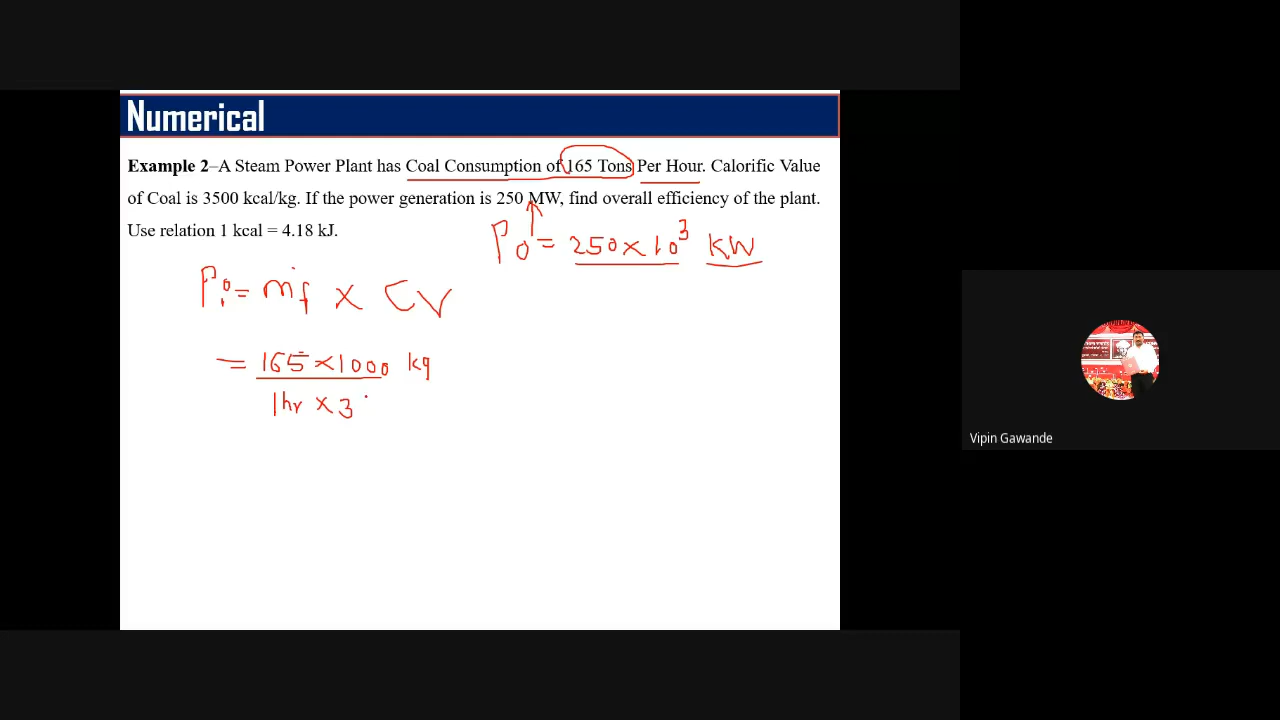 Numerical
Example 2–A Steam Power Plant has Coal Consumption of 165 Tons Per Hour. Calorific Value
of Coal is 3500 kcal/kg. If the power generation is 250 MW, find overall efficiency of the plant.
Use relation 1 kcal = 4.18 kJ.
Po = 250 × 10³ KW
Pi = ṁf × CV
= 165 × 1000 kg
1hr × 3
Vipin Gawande